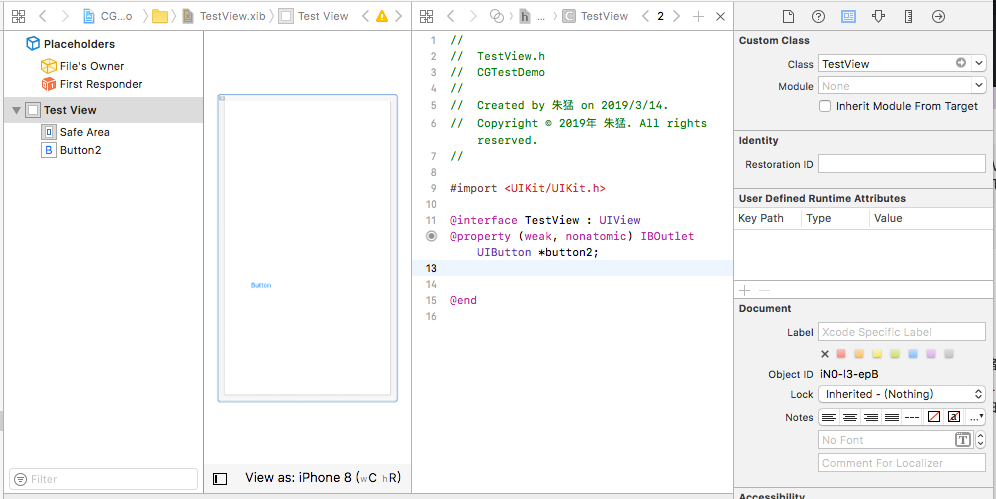 CG...o
TestView.xib
Test View
Placeholders
File's Owner
First Responder
Test View
Safe Area
Button2
Filter
Button
View as: iPhone 8 (wC hR)
h
...
C
TestView
2
1 //
2 //  TestView.h
3 //  CGTestDemo
4 //
5 //  Created by 朱猛 on 2019/3/14.
6 //  Copyright © 2019年 朱猛. All rights
reserved.
7 //
8
9 #import <UIKit/UIKit.h>
10
11 @interface TestView : UIView
@property (weak, nonatomic) IBOutlet
UIButton *button2;
13
14
15 @end
16
Custom Class
Class TestView
Module None
Inherit Module From Target
Identity
Restoration ID
User Defined Runtime Attributes
Key Path Type Value
Document
Label Xcode Specific Label
Object ID iN0-I3-epB
Lock Inherited - (Nothing)
Notes
No Font T
Comment For Localizer
Accessibility